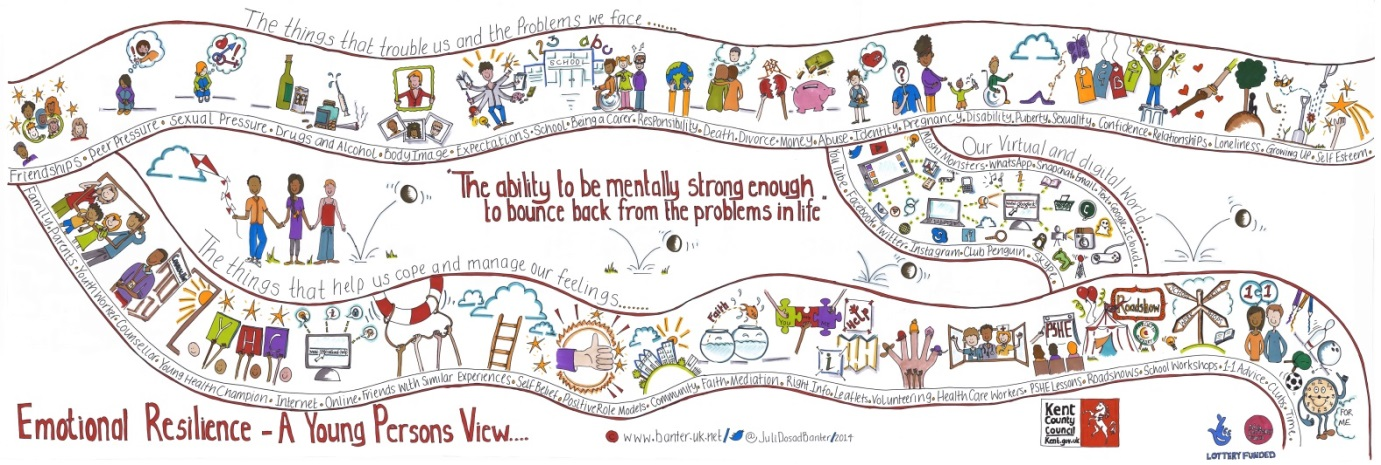 The things that trouble us and the Problems we face ......
123
abc
SCHOOL
?
LGBT
Friendships • Peer Pressure • Sexual Pressure • Drugs and Alcohol • Body Image • Expectations • School • Being a Carer • Responsibility • Death • Divorce • Money • Abuse • Identity • Pregnancy • Disability • Puberty • Sexuality • Confidence • Relationships • Loneliness • Growing Up • Self Esteem •
"The ability to be mentally strong enough
to bounce back from the problems in life"
Our Virtual and digital World....
Moshi Monsters • WhatsApp • Snapchat • Email • Text • Google • Icloud •
You Tube • Facebook • Twitter • Instagram • Club Penguin • Skype •
The things that help us cope and manage our feelings......
Counsellor
YHC
i
Faith
You
Help
i
PSHE
Roadshow
1-1
FOR ME
Family • Parents • Youth Worker • Counsellor • Young Health Champion • Internet • Online • Friends with Similar Experiences • Self Belief • Positive Role Models • Community • Faith • Mediation • Right Info • Leaflets • Volunteering • Health Care Workers • PSHE Lessons • Roadshows • School Workshops • 1-1 Advice • Clubs • Time •
Emotional Resilience - A Young Persons View....
© www.banter-uk.net / @JuliDosadBanter/2014
Kent
County
Council
Kent.gov.uk
LOTTERY FUNDED